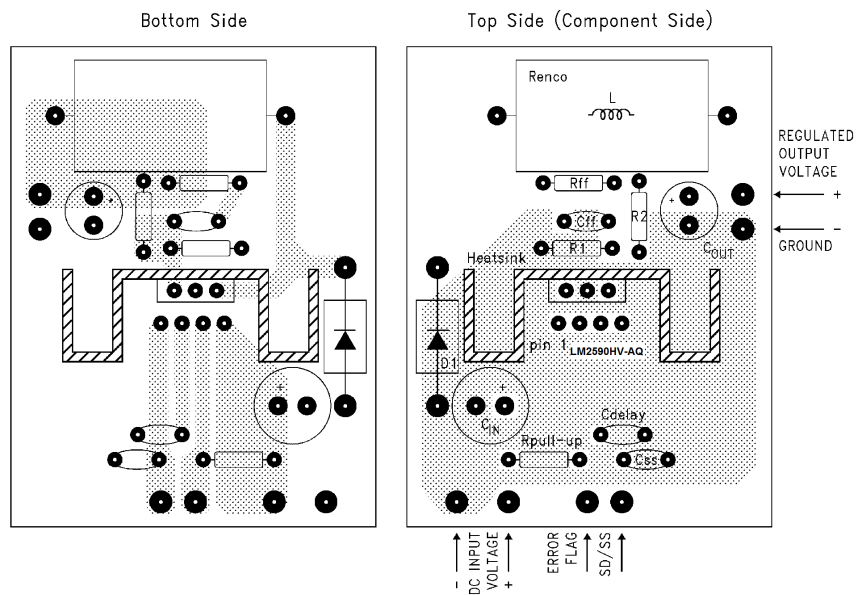 Bottom Side
Top Side (Component Side)
Renco
L
REGULATED
OUTPUT
VOLTAGE
+
-
GROUND
Rff
+
Cff
R2
R1
COUT
Heatsink
pin 1
LM2590HV-AQ
D1
+
+
CIN
Cdelay
Rpull-up
Css
- DC INPUT
VOLTAGE +
ERROR
FLAG
SD/SS